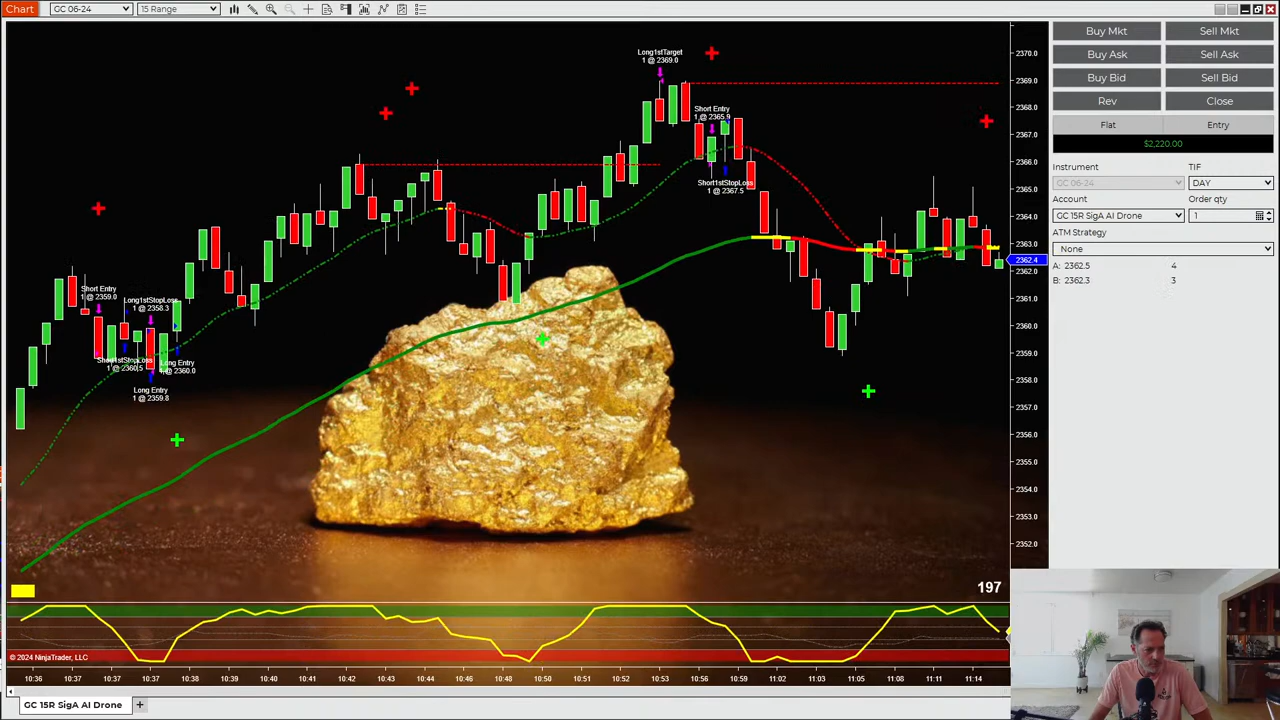 Chart
GC 06-24
15 Range
Long1stTarget
1 @ 2369.0
Short Entry
1 @ 2365.9
Short1stStopLoss
1 @ 2367.5
Short Entry
1 @ 2359.0
Long1stStopLoss
1 @ 2358.3
Short1stStopLoss
1 @ 2360.5
Long Entry
1 @ 2360.0
Long Entry
1 @ 2359.8
2370.0
2369.0
2368.0
2367.0
2366.0
2365.0
2364.0
2363.0
2362.4
2362.0
2361.0
2360.0
2359.0
2358.0
2357.0
2356.0
2355.0
2354.0
2353.0
2352.0
197
© 2024 NinjaTrader, LLC
10:36 10:37 10:37 10:38 10:39 10:40 10:41 10:42 10:44 10:46 10:48 10:50 10:50 10:52 10:53 10:56 10:59 11:02 11:03 11:05 11:08 11:11 11:14
GC 15R SigA AI Drone
+
Buy Mkt Sell Mkt
Buy Ask Sell Ask
Buy Bid Sell Bid
Rev Close
Flat Entry
$2,220.00
Instrument TIF
GC 06-24 DAY
Account Order qty
GC 15R SigA AI Drone 1
ATM Strategy
None
A: 2362.5 4
B: 2362.3 3